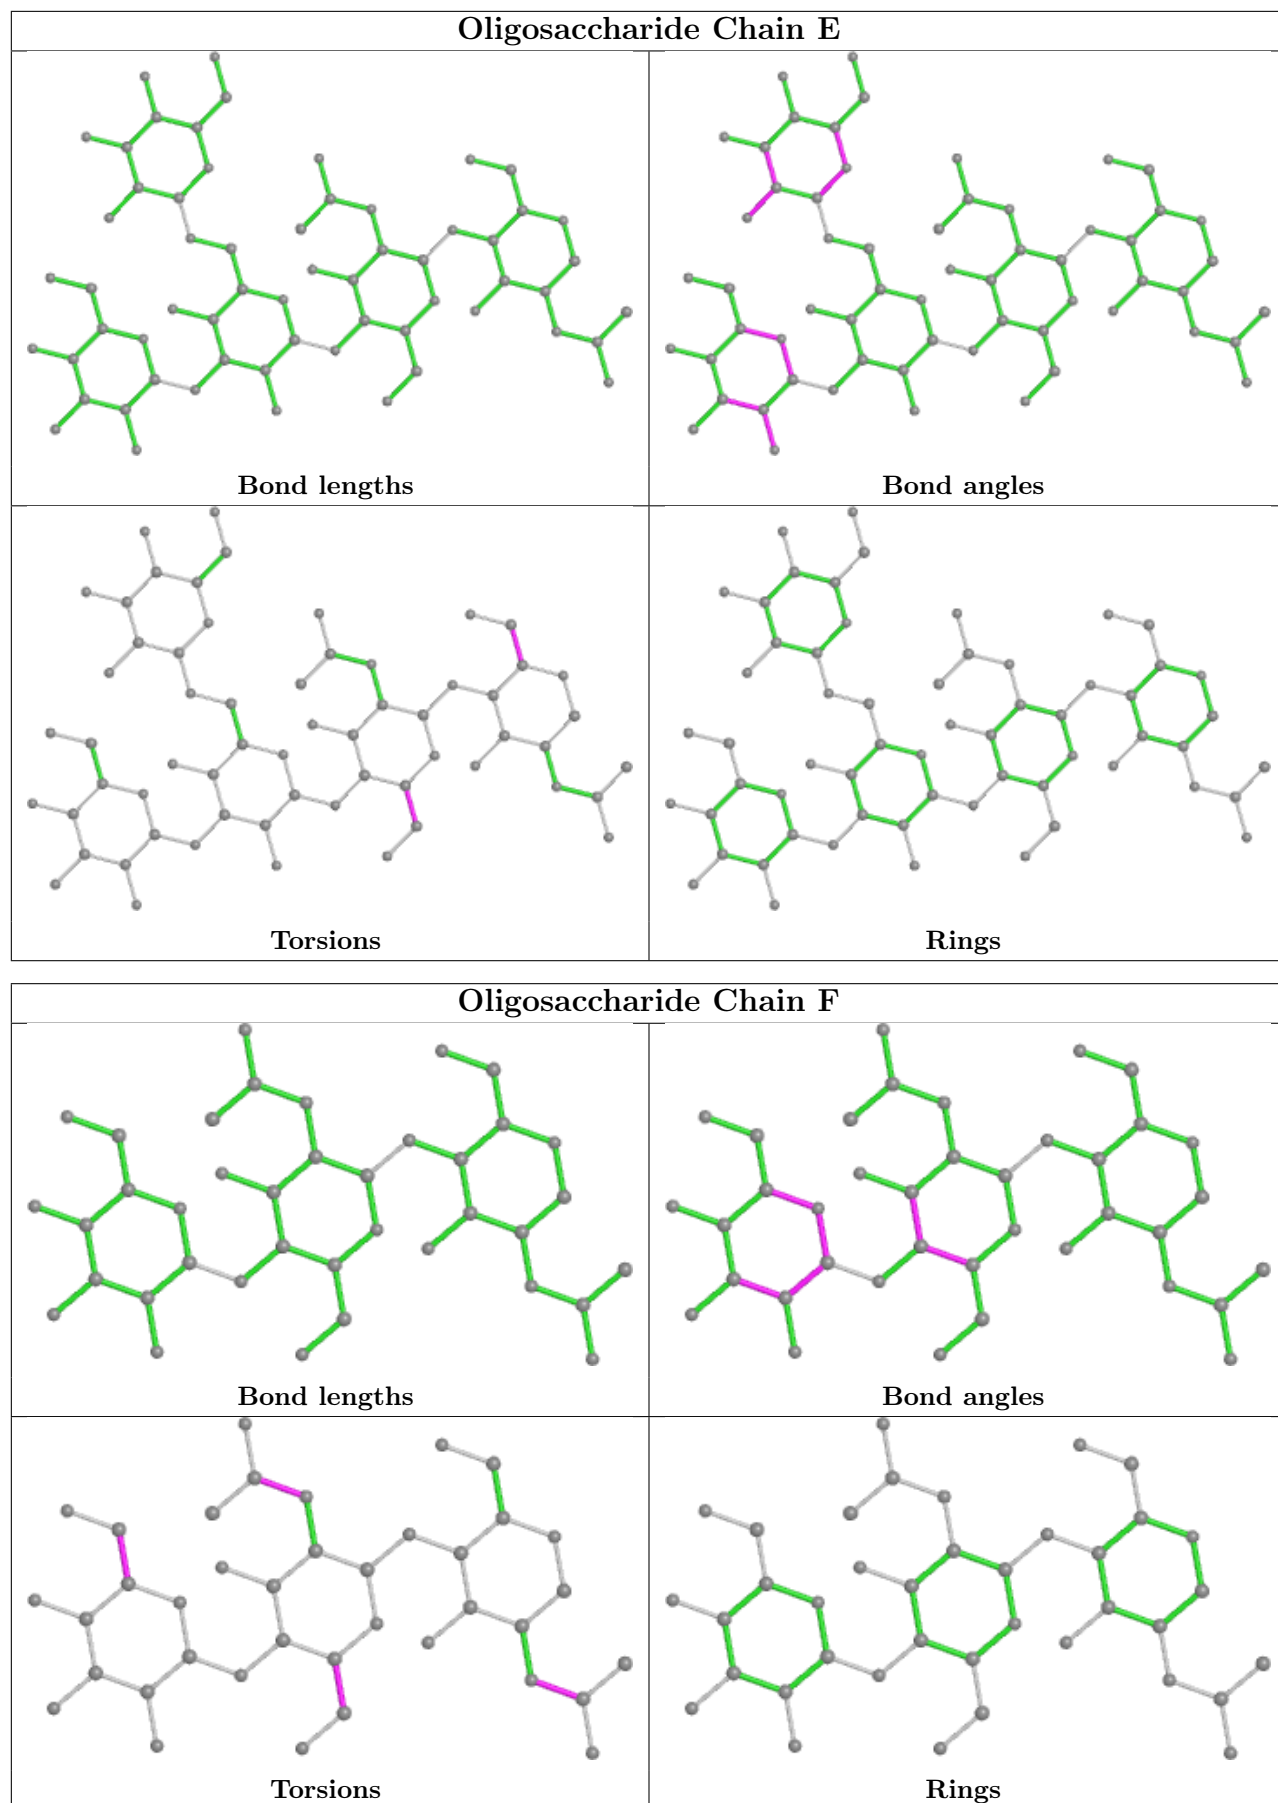 Oligosaccharide Chain E
Bond lengths
Bond angles
Torsions
Rings
Oligosaccharide Chain F
Bond lengths
Bond angles
Torsions
Rings